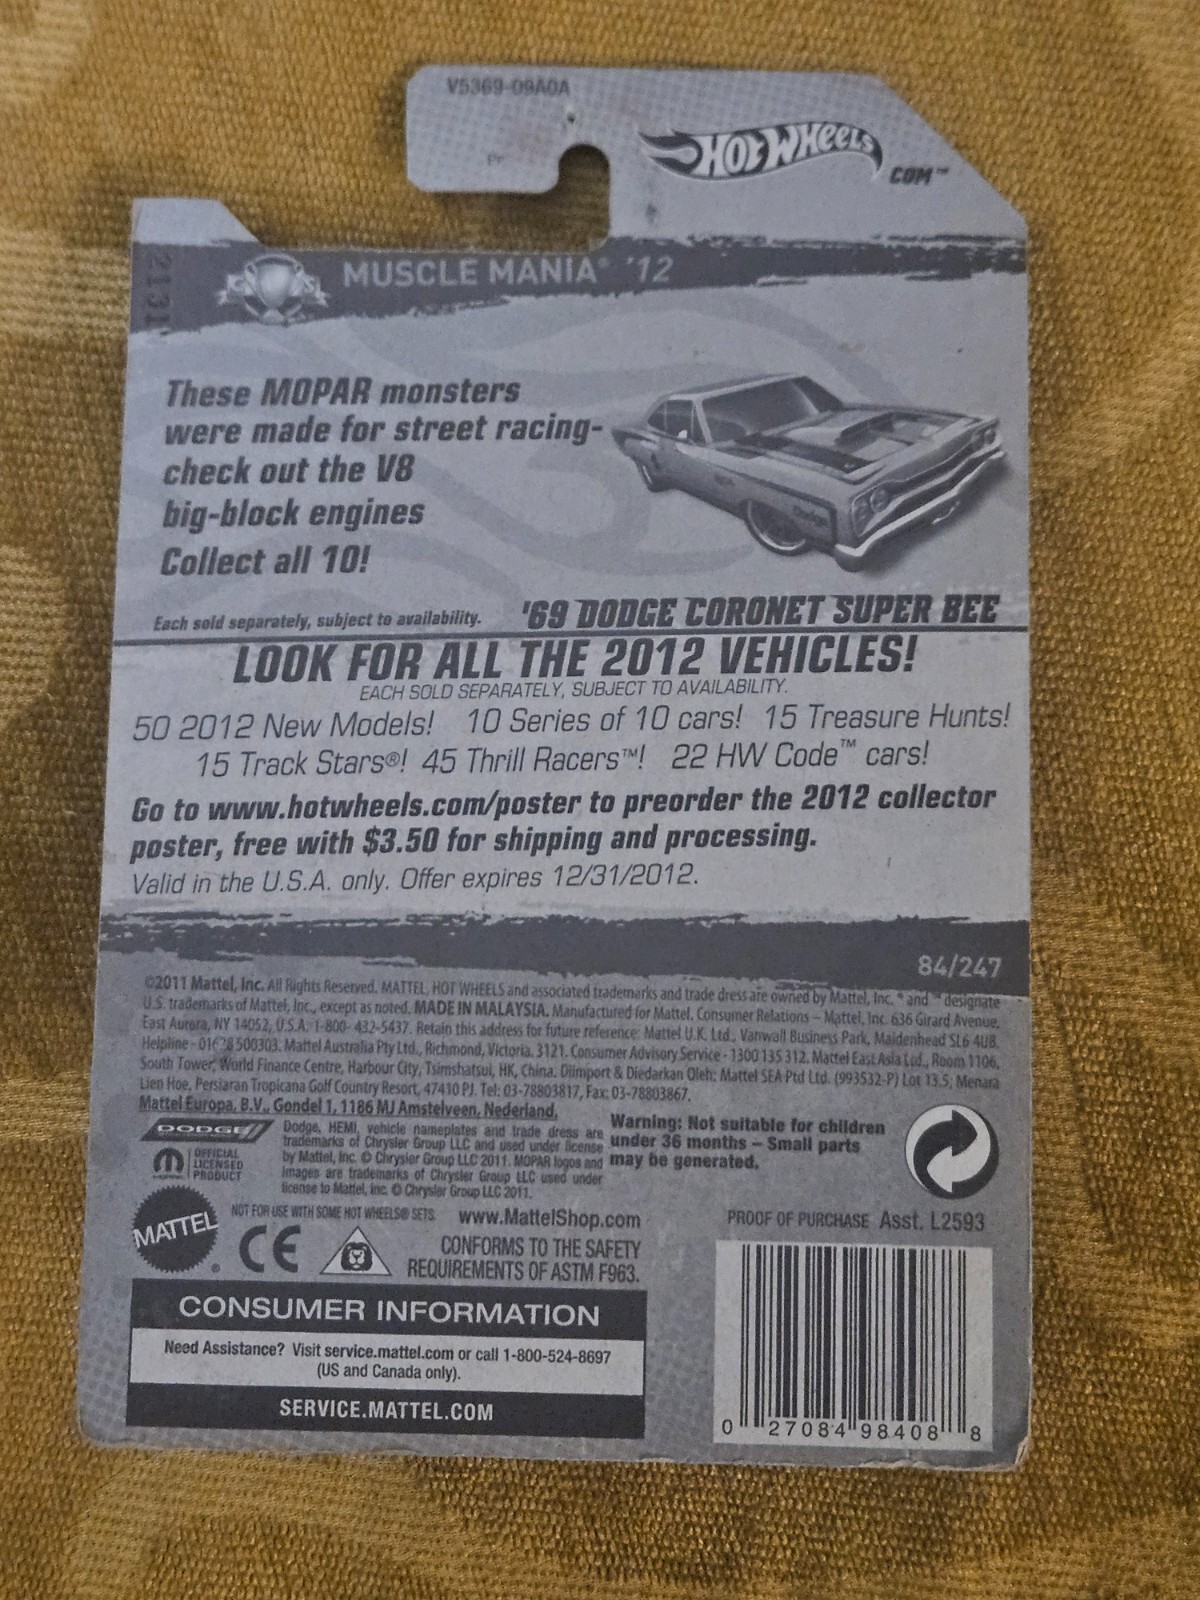 V5369-09A0A
Pr
HOT WHEELS
.COM™
2131
MUSCLE MANIA® '12
These MOPAR monsters
were made for street racing-
check out the V8
big-block engines
Collect all 10!
Dodge
Each sold separately, subject to availability.
'69 DODGE CORONET SUPER BEE
LOOK FOR ALL THE 2012 VEHICLES!
EACH SOLD SEPARATELY, SUBJECT TO AVAILABILITY.
50 2012 New Models! 10 Series of 10 cars! 15 Treasure Hunts!
15 Track Stars®! 45 Thrill Racers™! 22 HW Code™ cars!
Go to www.hotwheels.com/poster to preorder the 2012 collector
poster, free with $3.50 for shipping and processing.
Valid in the U.S.A. only. Offer expires 12/31/2012.
84/247
©2011 Mattel, Inc. All Rights Reserved. MATTEL, HOT WHEELS and associated trademarks and trade dress are owned by Mattel, Inc. ® and ™ designate
U.S. trademarks of Mattel, Inc., except as noted. MADE IN MALAYSIA. Manufactured for Mattel. Consumer Relations – Mattel, Inc. 636 Girard Avenue,
East Aurora, NY 14052, U.S.A. 1-800- 432-5437. Retain this address for future reference: Mattel U.K. Ltd., Vanwall Business Park, Maidenhead SL6 4UB.
Helpline - 01628 500303. Mattel Australia Pty Ltd., Richmond, Victoria. 3121. Consumer Advisory Service - 1300 135 312. Mattel East Asia Ltd., Room 1106,
South Tower, World Finance Centre, Harbour City, Tsimshatsui, HK, China. Diimport & Diedarkan Oleh: Mattel SEA Ptd Ltd. (993532-P) Lot 13.5, Menara
Lien Hoe, Persiaran Tropicana Golf Country Resort, 47410 PJ. Tel: 03-78803817, Fax: 03-78803867.
Mattel Europa, B.V., Gondel 1, 1186 MJ Amstelveen, Nederland.
DODGE
OFFICIAL
LICENSED
PRODUCT
Dodge, HEMI, vehicle nameplates and trade dress are
trademarks of Chrysler Group LLC and used under license
by Mattel, Inc. © Chrysler Group LLC 2011. MOPAR logos and
images are trademarks of Chrysler Group LLC used under
license to Mattel, Inc. © Chrysler Group LLC 2011.
Warning: Not suitable for children
under 36 months – Small parts
may be generated.
MATTEL
NOT FOR USE WITH SOME HOT WHEELS® SETS.
www.MattelShop.com
CE
CONFORMS TO THE SAFETY
REQUIREMENTS OF ASTM F963.
PROOF OF PURCHASE Asst. L2593
CONSUMER INFORMATION
Need Assistance? Visit service.mattel.com or call 1-800-524-8697
(US and Canada only).
SERVICE.MATTEL.COM
0 27084 98408 8